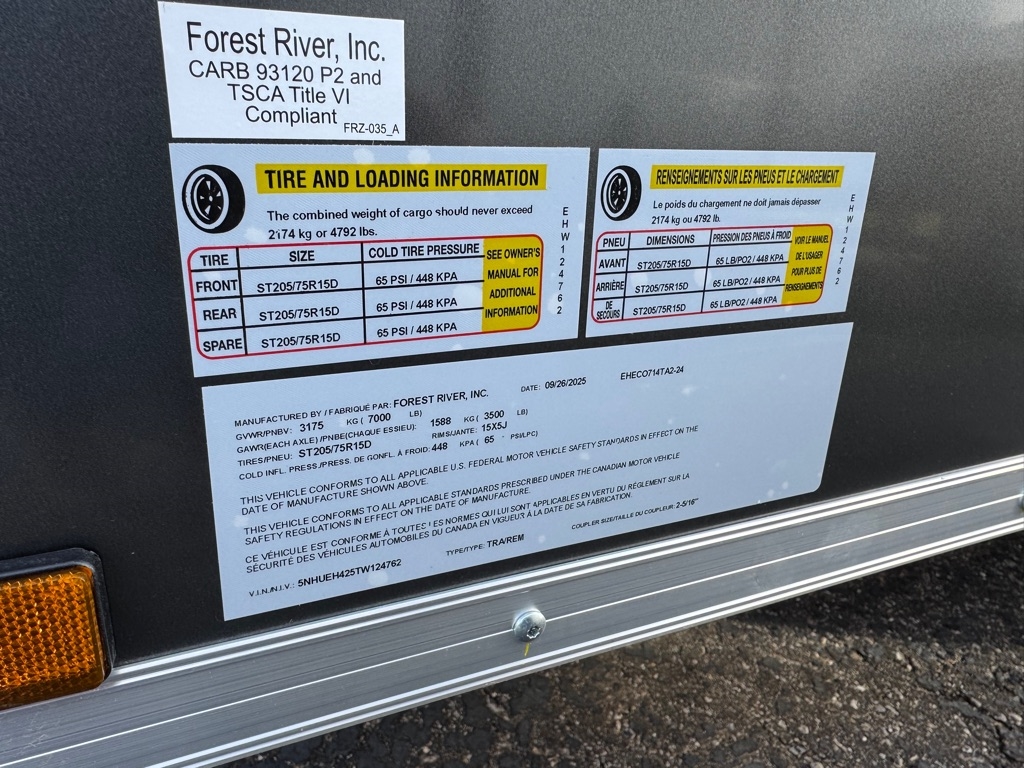 Forest River, Inc.
CARB 93120 P2 and
TSCA Title VI
Compliant
FRZ-035_A
TIRE AND LOADING INFORMATION
The combined weight of cargo should never exceed
2174 kg or 4792 lbs.
TIRE SIZE COLD TIRE PRESSURE
FRONT ST205/75R15D 65 PSI / 448 KPA
REAR ST205/75R15D 65 PSI / 448 KPA
SPARE ST205/75R15D 65 PSI / 448 KPA
SEE OWNER'S
MANUAL FOR
ADDITIONAL
INFORMATION
EHW124762
RENSEIGNEMENTS SUR LES PNEUS ET LE CHARGEMENT
Le poids du chargement ne doit jamais dépasser
2174 kg ou 4792 lb.
PNEU DIMENSIONS PRESSION DES PNEUS À FROID
AVANT ST205/75R15D 65 LB/PO2 / 448 KPA
ARRIÈRE ST205/75R15D 65 LB/PO2 / 448 KPA
DE SECOURS ST205/75R15D 65 LB/PO2 / 448 KPA
VOIR LE MANUEL
DE L'USAGER
POUR PLUS DE
RENSEIGNEMENTS
EHW124762
MANUFACTURED BY / FABRIQUÉ PAR: FOREST RIVER, INC. DATE: 09/26/2025 EHECO714TA2-24
GVWR/PNBV: 3175 KG ( 7000 LB)
GAWR(EACH AXLE) /PNBE(CHAQUE ESSIEU): 1588 KG ( 3500 LB)
TIRES/PNEU: ST205/75R15D RIMS/JANTE: 15X5J
COLD INFL. PRESS./PRESS. DE GONFL. À FROID: 448 KPA ( 65 PSI/LPC)
THIS VEHICLE CONFORMS TO ALL APPLICABLE U.S. FEDERAL MOTOR VEHICLE SAFETY STANDARDS IN EFFECT ON THE
DATE OF MANUFACTURE SHOWN ABOVE.
THIS VEHICLE CONFORMS TO ALL APPLICABLE STANDARDS PRESCRIBED UNDER THE CANADIAN MOTOR VEHICLE
SAFETY REGULATIONS IN EFFECT ON THE DATE OF MANUFACTURE.
CE VÉHICULE EST CONFORME À TOUTES LES NORMES QUI LUI SONT APPLICABLES EN VERTU DU RÈGLEMENT SUR LA
SÉCURITÉ DES VÉHICULES AUTOMOBILES DU CANADA EN VIGUEUR À LA DATE DE SA FABRICATION.
COUPLER SIZE/TAILLE DU COUPLEUR: 2-5/16"
V.I.N./N.I.V.: 5NHUEH425TW124762 TYPE/TYPE: TRA/REM